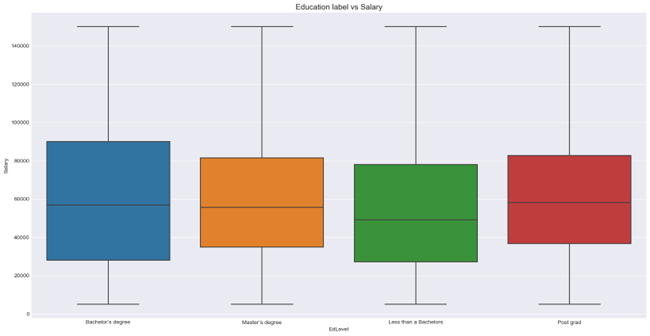 Education label vs Salary
140000
120000
100000
80000
60000
40000
20000
0
Salary
Bachelor's degree
Master's degree
Less than a Bachelors
Post grad
EdLevel